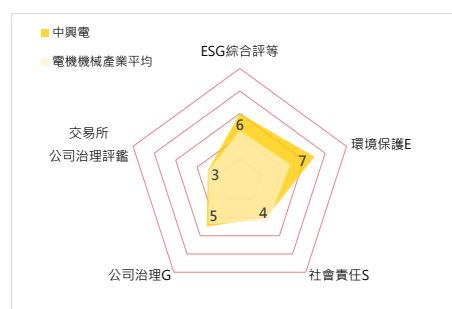 中興電
電機機械產業平均
ESG綜合評等
交易所
公司治理評鑑
環境保護E
6
7
3
5
4
公司治理G
社會責任S